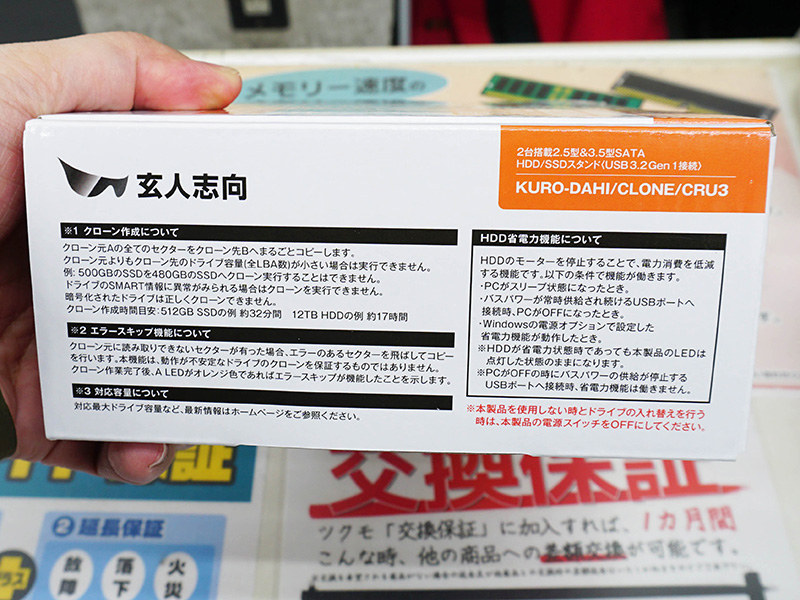 メモリー速度の
玄人志向
2台搭載2.5型&3.5型SATA
HDD/SSDスタンド(USB 3.2 Gen 1接続)
KURO-DAHI/CLONE/CRU3
※1 クローン作成について
クローン元Aの全てのセクターをクローン先Bへまるごとコピーします。
クローン元よりもクローン先のドライブ容量(全LBA数)が小さい場合は実行できません。
例: 500GBのSSDを480GBのSSDへクローン実行することはできません。
ドライブのSMART情報に異常がみられる場合はクローンを実行できません。
暗号化されたドライブは正しくクローンできません。
クローン作成時間目安:512GB SSDの例 約32分間 12TB HDDの例 約17時間
※2 エラースキップ機能について
クローン元に読み取りできないセクターが有った場合、エラーのあるセクターを飛ばしてコピー
を行います。本機能は、動作が不安定なドライブのクローンを保証するものではありません。
クローン作業完了後、A LEDがオレンジ色であればエラースキップが機能したことを示します。
※3 対応容量について
対応最大ドライブ容量など、最新情報はホームページをご参照ください。
HDD省電力機能について
HDDのモーターを停止することで、電力消費を低減
する機能です。以下の条件で機能が働きます。
・PCがスリープ状態になったとき。
・バスパワーが常時供給され続けるUSBポートへ
接続時、PCがOFFになったとき。
・Windowsの電源オプションで設定した
省電力機能が動作したとき。
※HDDが省電力状態時であっても本製品のLEDは
点灯した状態のままになります。
※PCがOFFの時にバスパワーの供給が停止する
USBポートへ接続時、省電力機能は働きません。
※本製品を使用しない時とドライブの入れ替えを行う
時は、本製品の電源スイッチをOFFにしてください。
交換保証
ツクモ「交換保証」に加入すれば、1カ月間
こんな時、他の商品への差額交換が可能です。
保証
②延長保証
プラス
故障
落下
火災